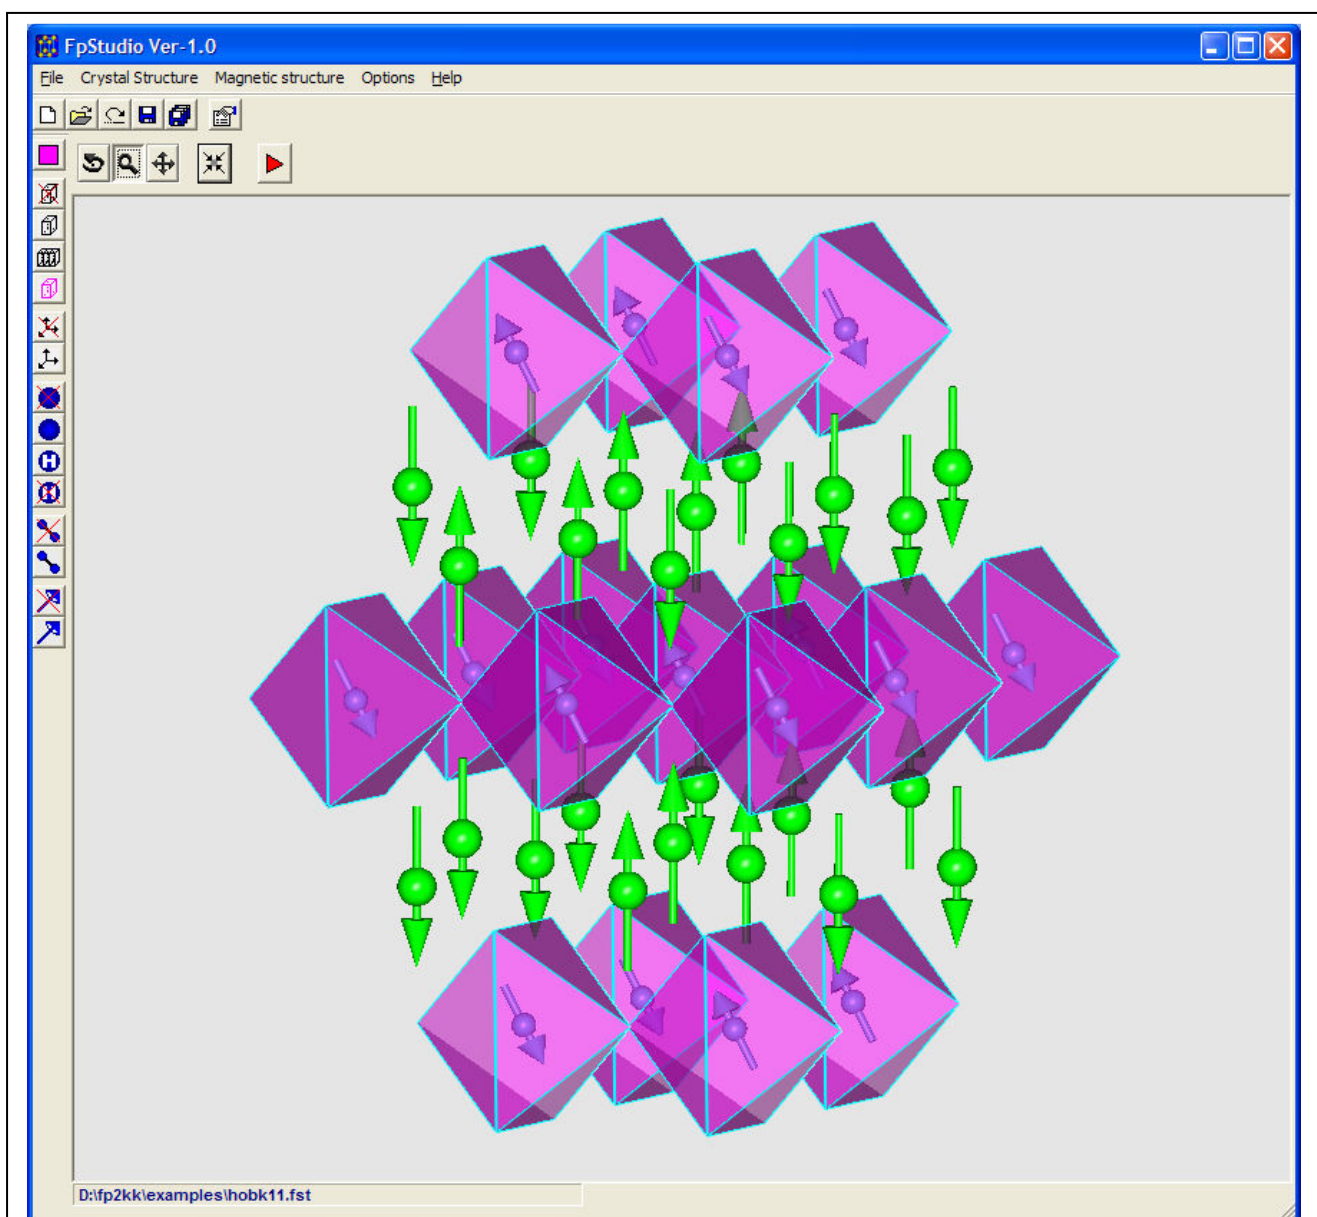 FpStudio Ver-1.0
File Crystal Structure Magnetic structure Options Help
H
D:\fp2kk\examples\hobk11.fst